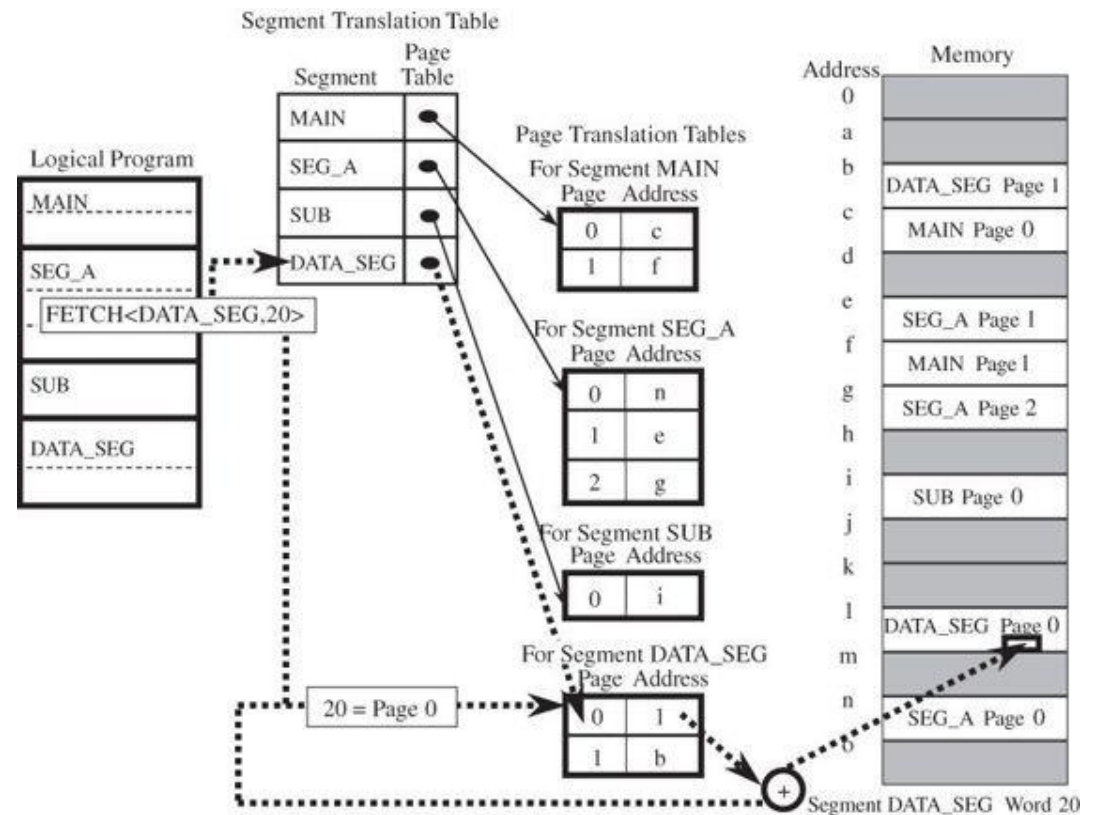 Segment Translation Table
Segment
Page
Table
MAIN
SEG_A
SUB
DATA_SEG
Logical Program
MAIN
SEG_A
FETCH<DATA_SEG,20>
SUB
DATA_SEG
20 = Page 0
Page Translation Tables
For Segment MAIN
Page Address
0 c
1 f
For Segment SEG_A
Page Address
0 n
1 e
2 g
For Segment SUB
Page Address
0 i
For Segment DATA_SEG
Page Address
0 l
1 b
+
Address
Memory
0
a
b
DATA_SEG Page 1
c
MAIN Page 0
d
e
SEG_A Page 1
f
MAIN Page 1
g
SEG_A Page 2
h
i
SUB Page 0
j
k
l
DATA_SEG Page 0
m
n
SEG_A Page 0
o
Segment DATA_SEG Word 20